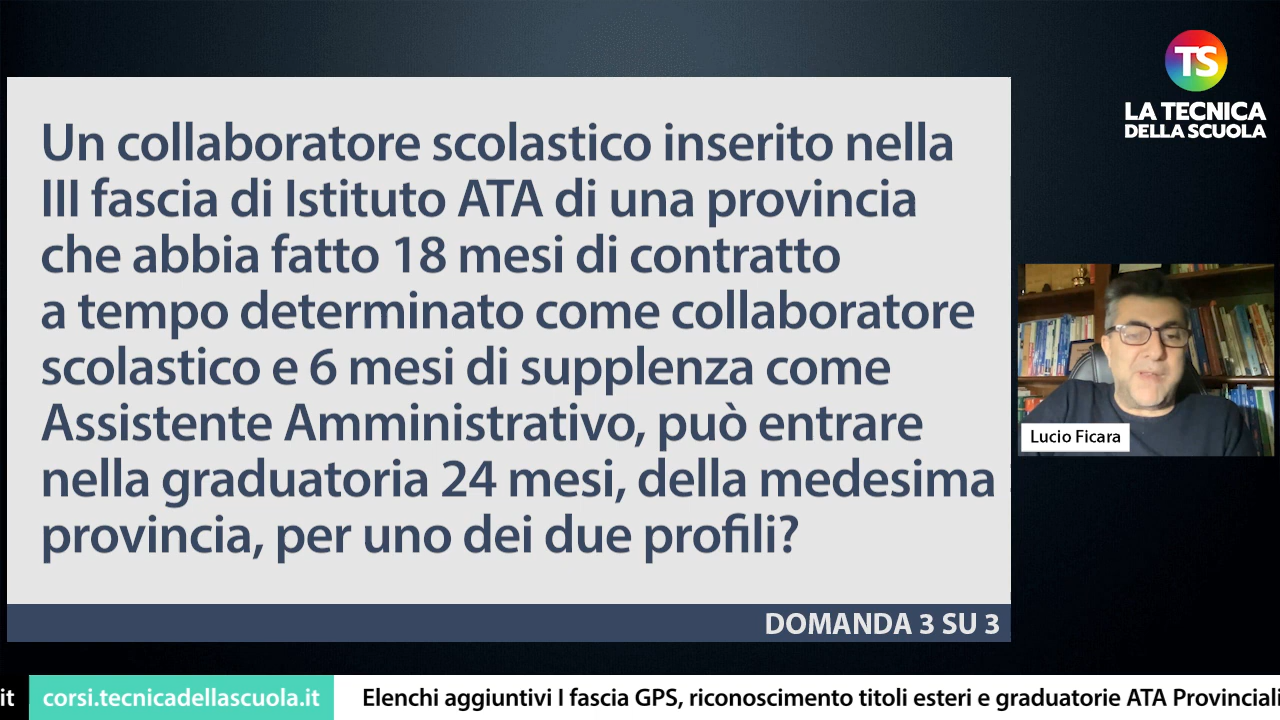 TS
LA TECNICA
DELLA SCUOLA
Un collaboratore scolastico inserito nella
III fascia di Istituto ATA di una provincia
che abbia fatto 18 mesi di contratto
a tempo determinato come collaboratore
scolastico e 6 mesi di supplenza come
Assistente Amministrativo, può entrare
nella graduatoria 24 mesi, della medesima
provincia, per uno dei due profili?
Lucio Ficara
DOMANDA 3 SU 3
it corsi.tecnicadellascuola.it Elenchi aggiuntivi I fascia GPS, riconoscimento titoli esteri e graduatorie ATA Provinciali